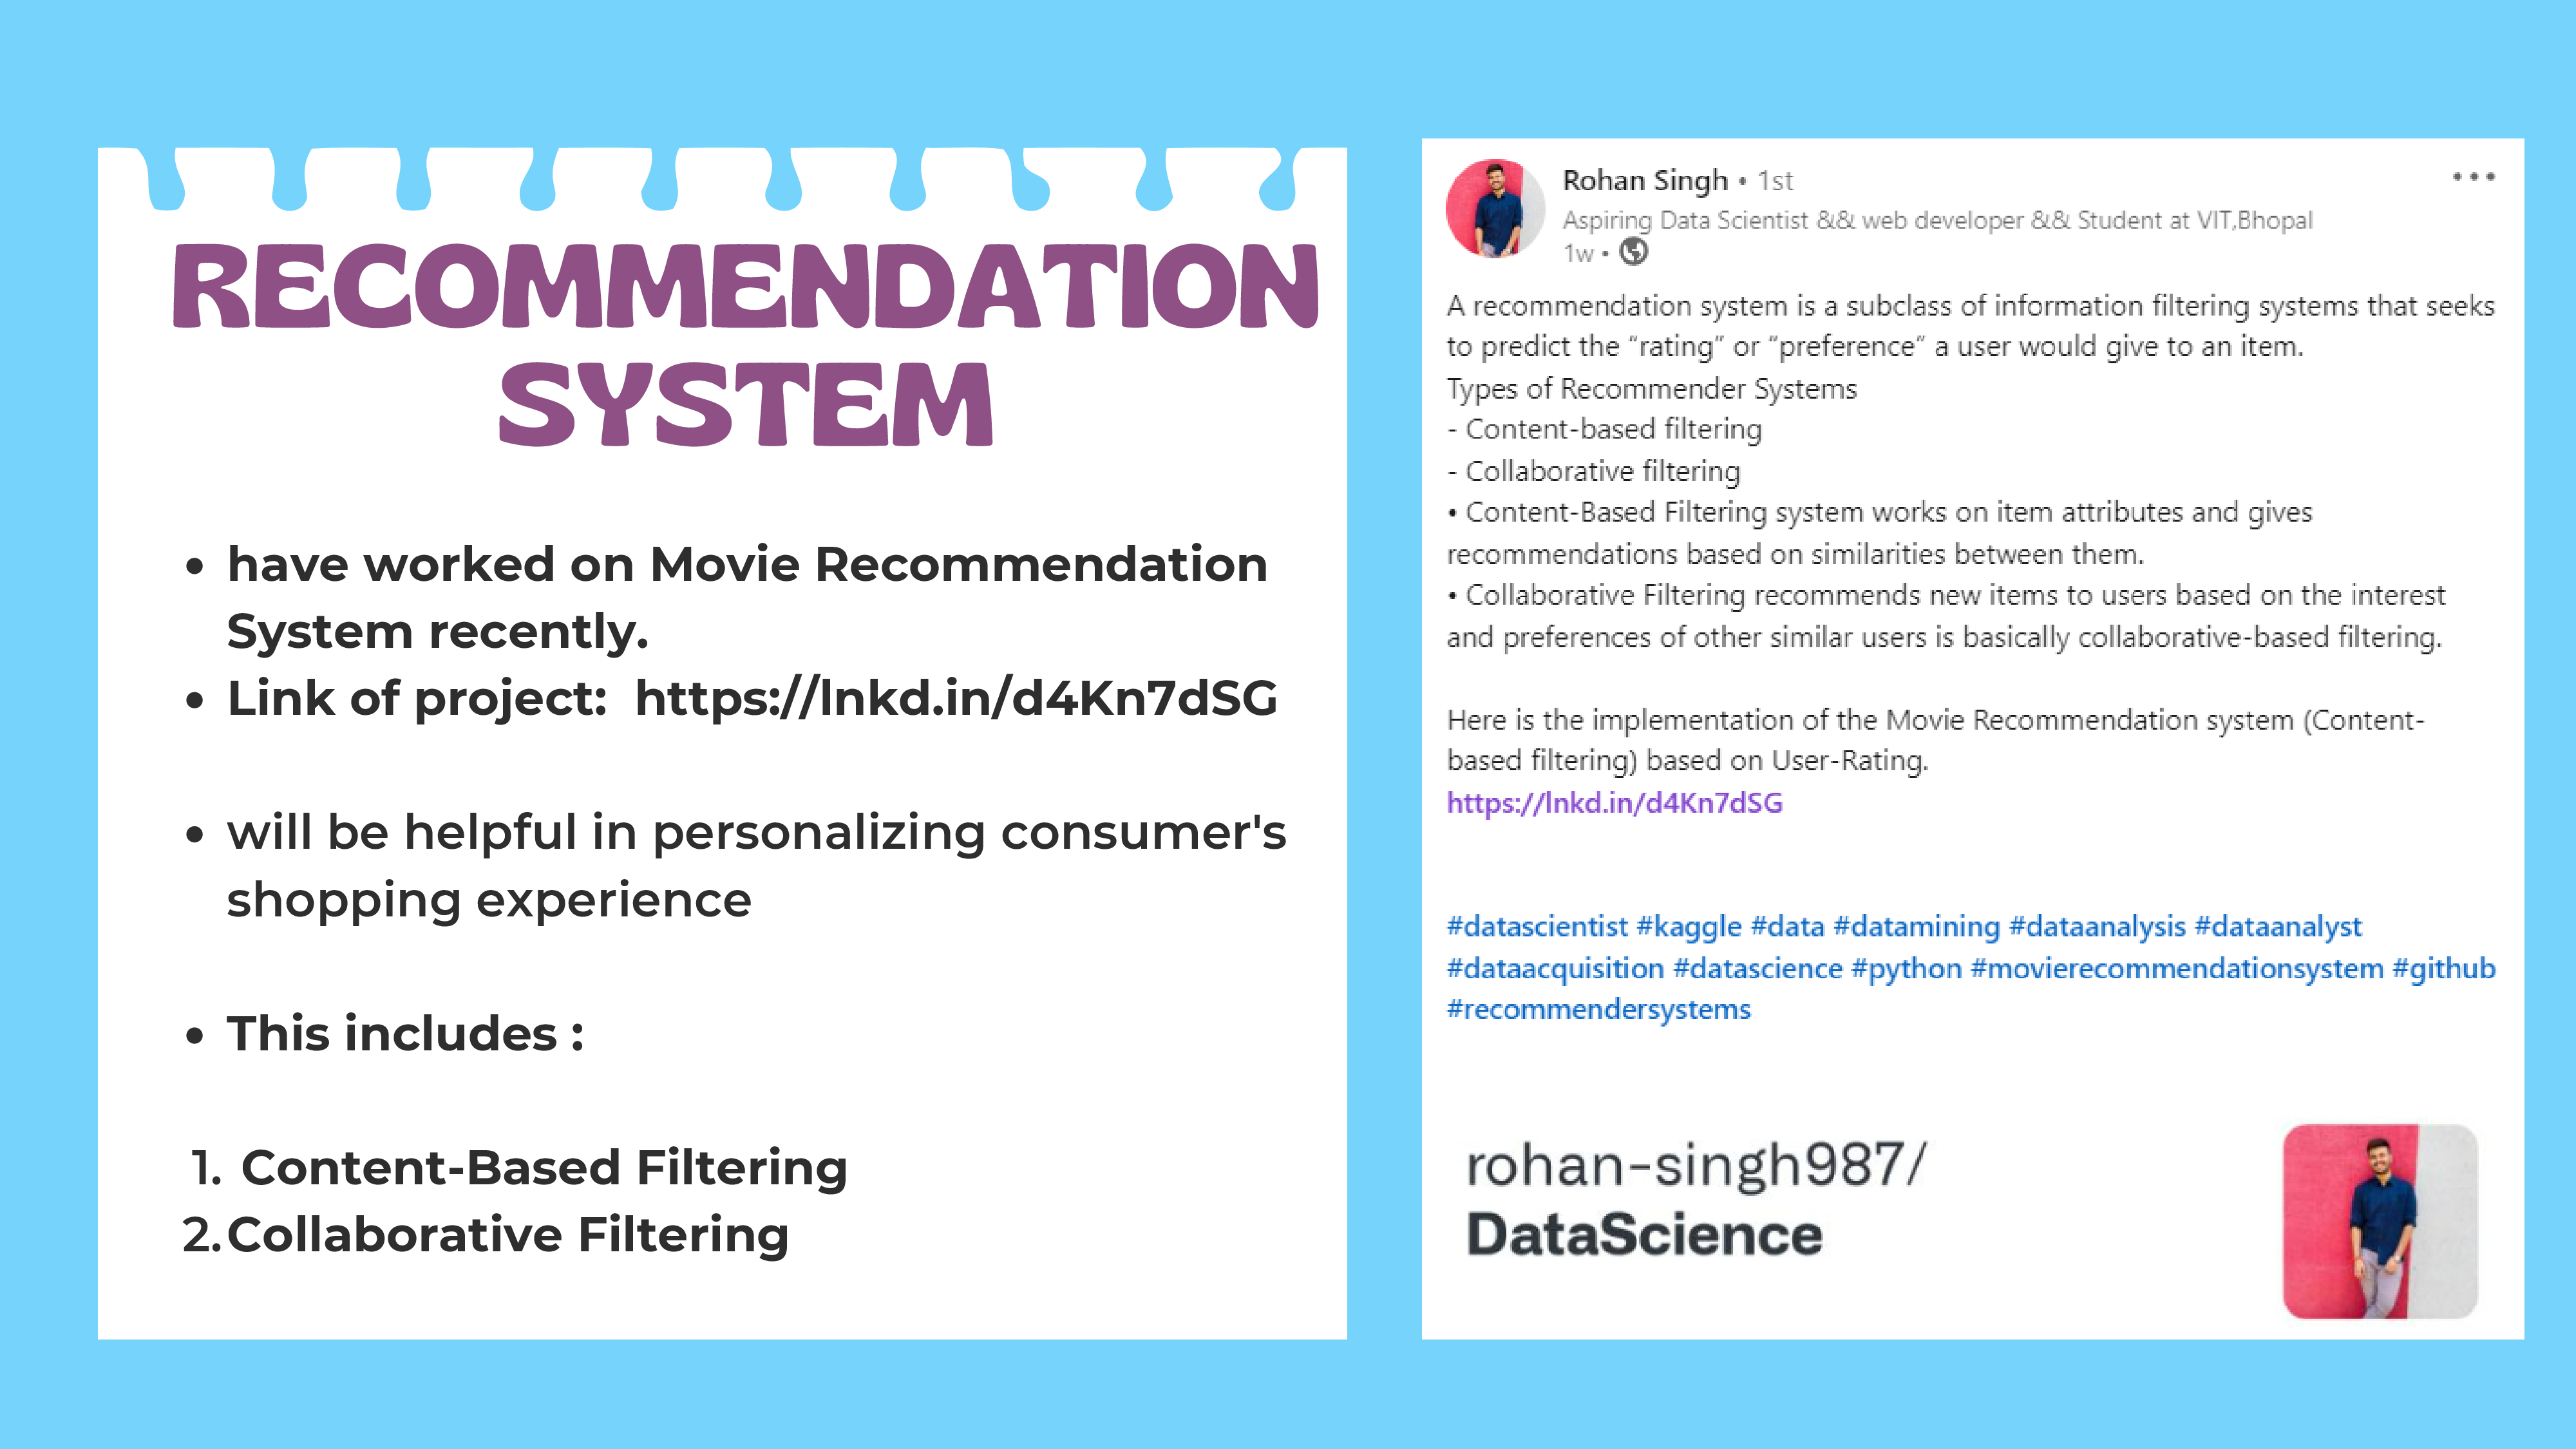 RECOMMENDATION
SYSTEM
• have worked on Movie Recommendation
System recently.
• Link of project:  https://lnkd.in/d4Kn7dSG
• will be helpful in personalizing consumer's
shopping experience
• This includes :
1. Content-Based Filtering
2. Collaborative Filtering
Rohan Singh • 1st
Aspiring Data Scientist && web developer && Student at VIT,Bhopal
1w •
A recommendation system is a subclass of information filtering systems that seeks
to predict the “rating” or “preference” a user would give to an item.
Types of Recommender Systems
- Content-based filtering
- Collaborative filtering
• Content-Based Filtering system works on item attributes and gives
recommendations based on similarities between them.
• Collaborative Filtering recommends new items to users based on the interest
and preferences of other similar users is basically collaborative-based filtering.
Here is the implementation of the Movie Recommendation system (Content-
based filtering) based on User-Rating.
https://lnkd.in/d4Kn7dSG
#datascientist #kaggle #data #datamining #dataanalysis #dataanalyst
#dataacquisition #datascience #python #movierecommendationsystem #github
#recommendersystems
rohan-singh987/
DataScience